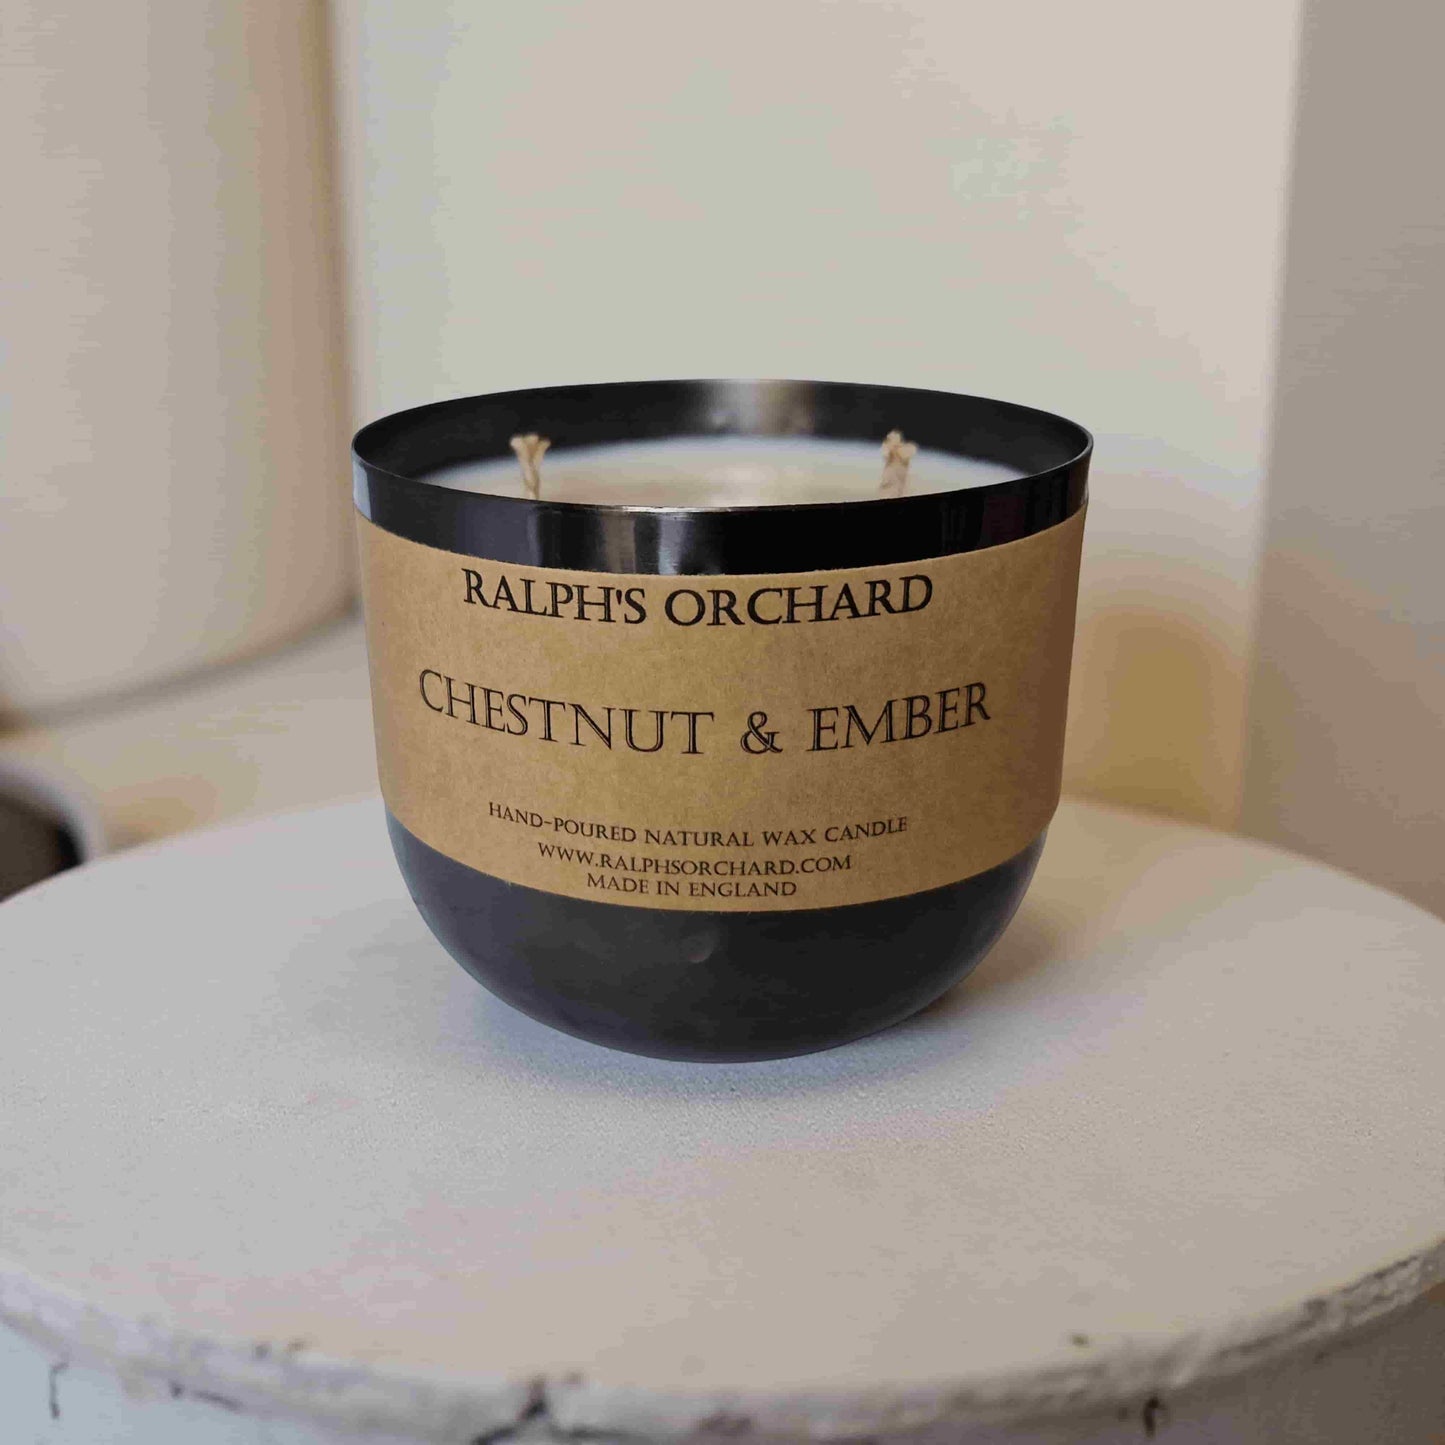 RALPH'S ORCHARD
CHESTNUT & EMBER
HAND-POURED NATURAL WAX CANDLE
WWW.RALPHSORCHARD.COM
MADE IN ENGLAND